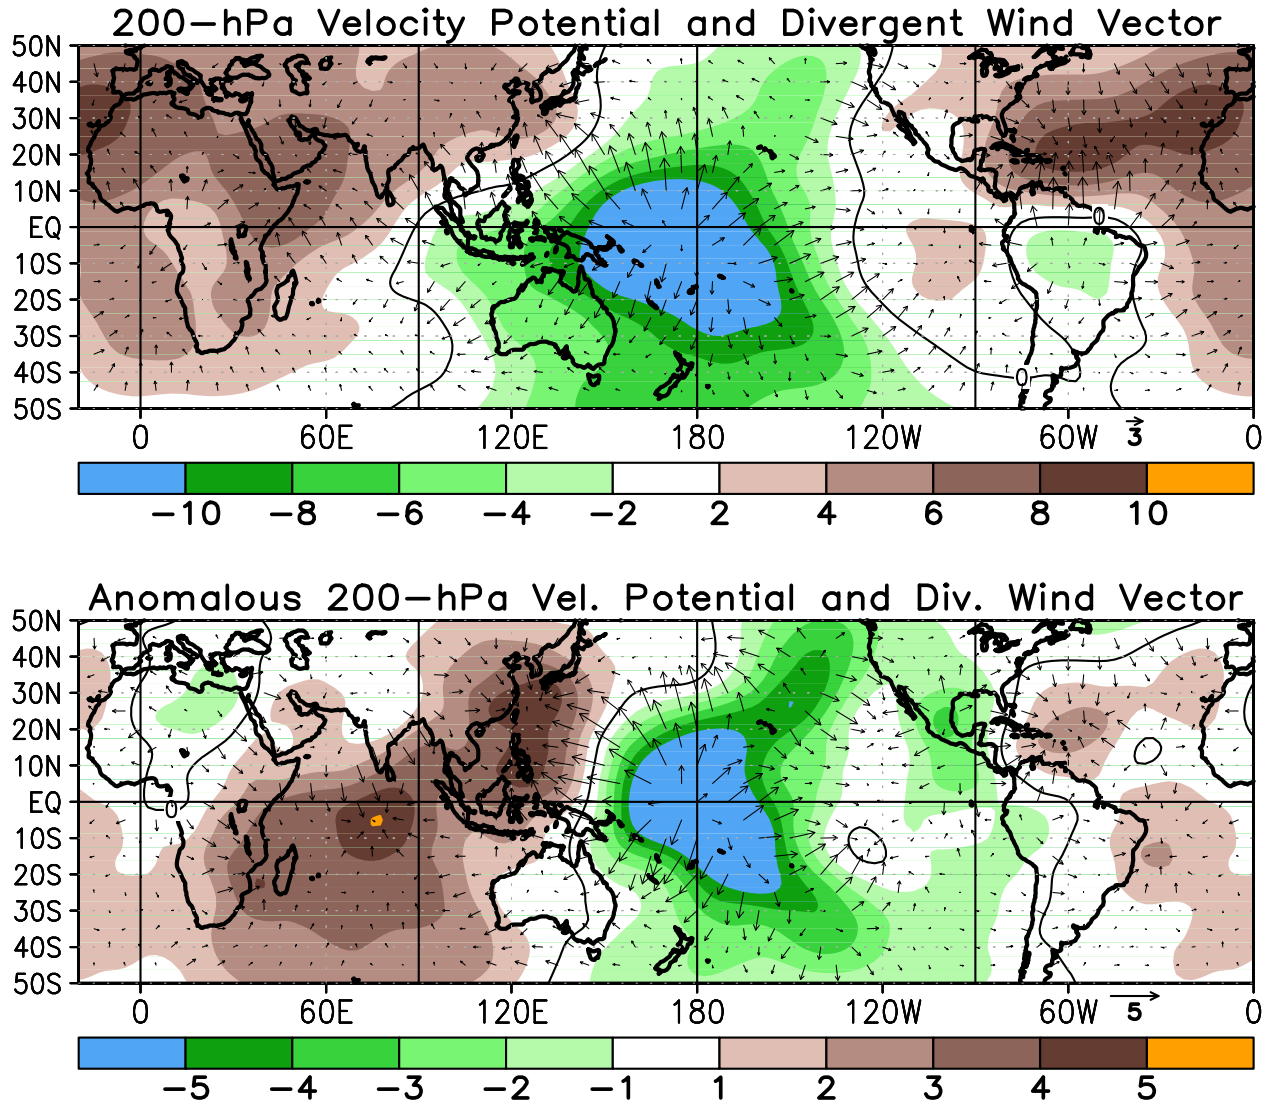 200-hPa Velocity Potential and Divergent Wind Vector
50N
40N
30N
20N
10N
EQ
10S
20S
30S
40S
50S
0
0
0 60E 120E 180 120W 60W 0
3
-10 -8 -6 -4 -2 2 4 6 8 10
Anomalous 200-hPa Vel. Potential and Div. Wind Vector
50N
40N
30N
20N
10N
EQ
10S
20S
30S
40S
50S
0
0 60E 120E 180 120W 60W 0
5
-5 -4 -3 -2 -1 1 2 3 4 5